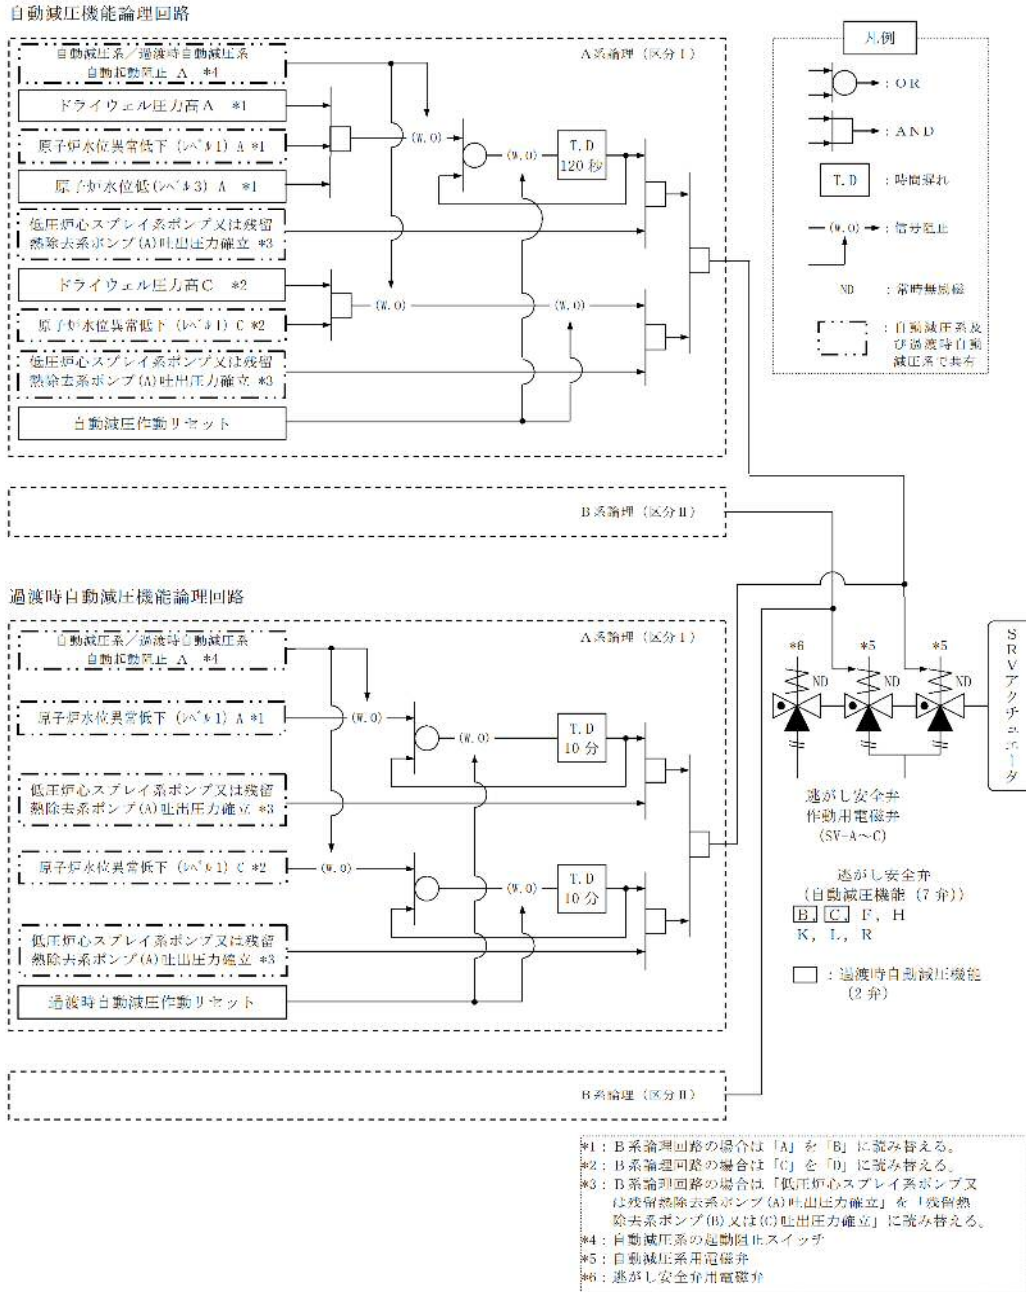 自動減圧機能論理回路
A系論理（区分Ⅰ）
自動減圧系／過渡時自動減圧系
自動起動阻止 A *4
ドライウェル圧力高A *1
原子炉水位異常低下（ﾚﾍﾞﾙ1）A *1
原子炉水位低（ﾚﾍﾞﾙ3）A *1
低圧炉心スプレイ系ポンプ又は残留
熱除去系ポンプ(A)吐出圧力確立 *3
ドライウェル圧力高C *2
原子炉水位異常低下（ﾚﾍﾞﾙ1）C *2
低圧炉心スプレイ系ポンプ又は残留
熱除去系ポンプ(A)吐出圧力確立 *3
自動減圧作動リセット
(W.O)
(W.O)
T.D
120秒
(W.O)
(W.O)
凡例
：OR
：AND
T.D ：時間遅れ
(W.O) ：信号阻止
ND ：常時無励磁
：自動減圧系及
び過渡時自動
減圧系で共有
B系論理（区分Ⅱ）
過渡時自動減圧機能論理回路
A系論理（区分Ⅰ）
自動減圧系／過渡時自動減圧系
自動起動阻止 A *4
原子炉水位異常低下（ﾚﾍﾞﾙ1）A *1
低圧炉心スプレイ系ポンプ又は残留
熱除去系ポンプ(A)吐出圧力確立 *3
原子炉水位異常低下（ﾚﾍﾞﾙ1）C *2
低圧炉心スプレイ系ポンプ又は残留
熱除去系ポンプ(A)吐出圧力確立 *3
過渡時自動減圧作動リセット
(W.O)
(W.O)
T.D
10分
(W.O)
(W.O)
T.D
10分
B系論理（区分Ⅱ）
*6
*5
*5
ND
ND
ND
SRVアクチュエータ
逃がし安全弁
作動用電磁弁
(SV-A～C)
逃がし安全弁
（自動減圧機能（7弁））
B, C, F, H
K, L, R
：過渡時自動減圧機能
（2弁）
*1：B系論理回路の場合は「A」を「B」に読み替える。
*2：B系論理回路の場合は「C」を「D」に読み替える。
*3：B系論理回路の場合は「低圧炉心スプレイ系ポンプ又
は残留熱除去系ポンプ(A)吐出圧力確立」を「残留熱
除去系ポンプ(B)又は(C)吐出圧力確立」に読み替える。
*4：自動減圧系の起動阻止スイッチ
*5：自動減圧系用電磁弁
*6：逃がし安全弁用電磁弁